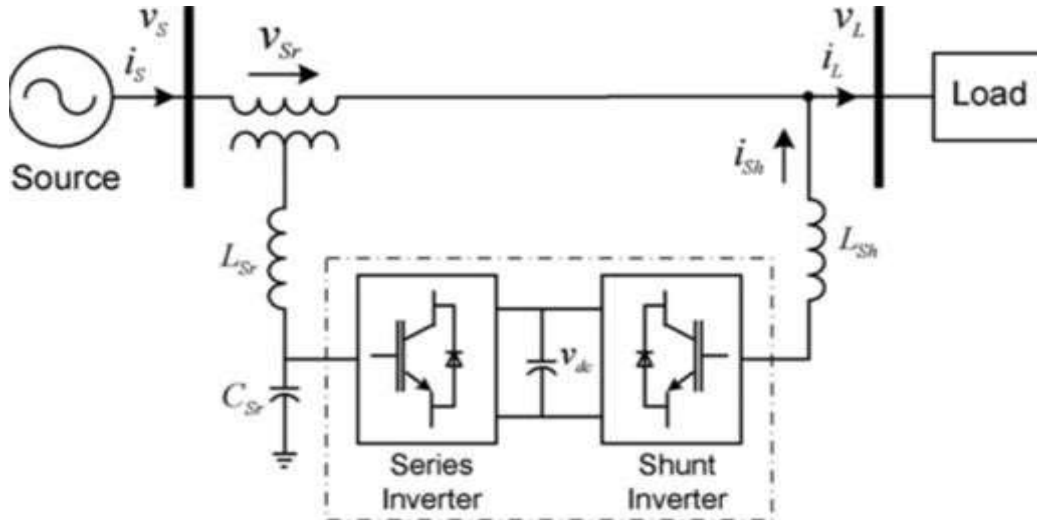 v_S
v_Sr
v_L
i_S
i_L
Load
Source
i_Sh
L_Sr
L_Sh
v_dc
C_Sr
Series
Inverter
Shunt
Inverter